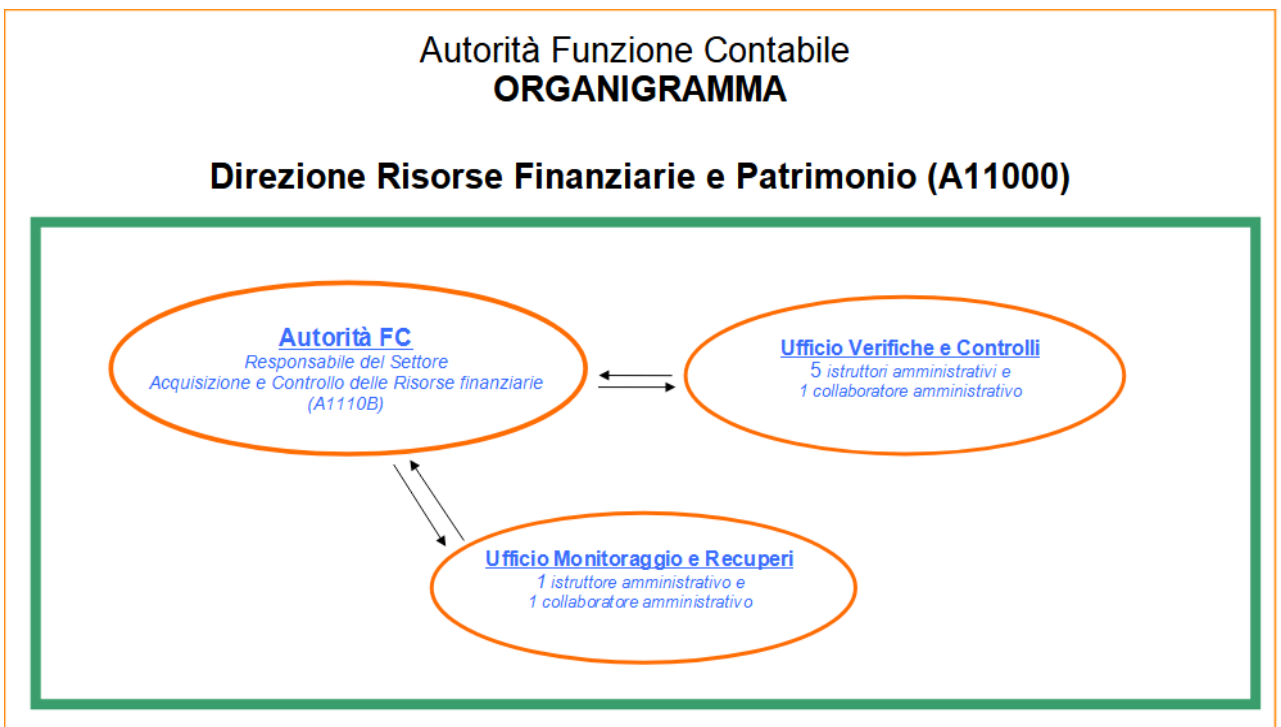 Autorità Funzione Contabile
ORGANIGRAMMA
Direzione Risorse Finanziarie e Patrimonio (A11000)
Autorità FC
Responsabile del Settore
Acquisizione e Controllo delle Risorse finanziarie
(A1110B)
Ufficio Verifiche e Controlli
5 istruttori amministrativi e
1 collaboratore amministrativo
Ufficio Monitoraggio e Recuperi
1 istruttore amministrativo e
1 collaboratore amministrativo